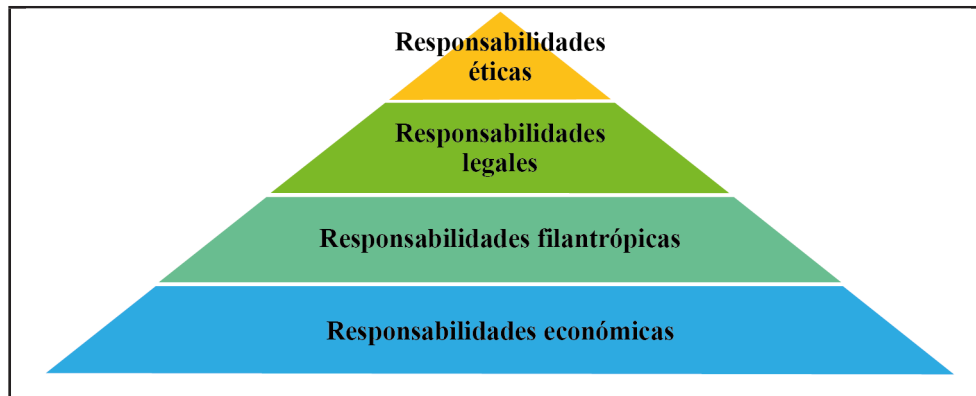 Responsabilidades
éticas
Responsabilidades
legales
Responsabilidades filantrópicas
Responsabilidades económicas